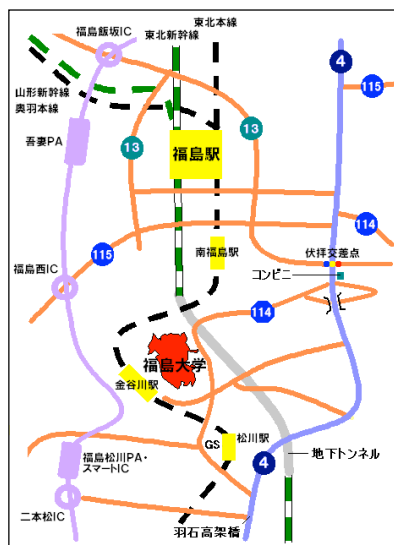 福島飯坂IC
東北本線
東北新幹線
4
山形新幹線
奥羽本線
115
吾妻PA
13
13
福島駅
114
南福島駅
伏拝交差点
115
コンビニ
福島西IC
114
福島大学
金谷川駅
GS
松川駅
福島松川PA・
スマートIC
4
地下トンネル
二本松IC
羽石高架橋